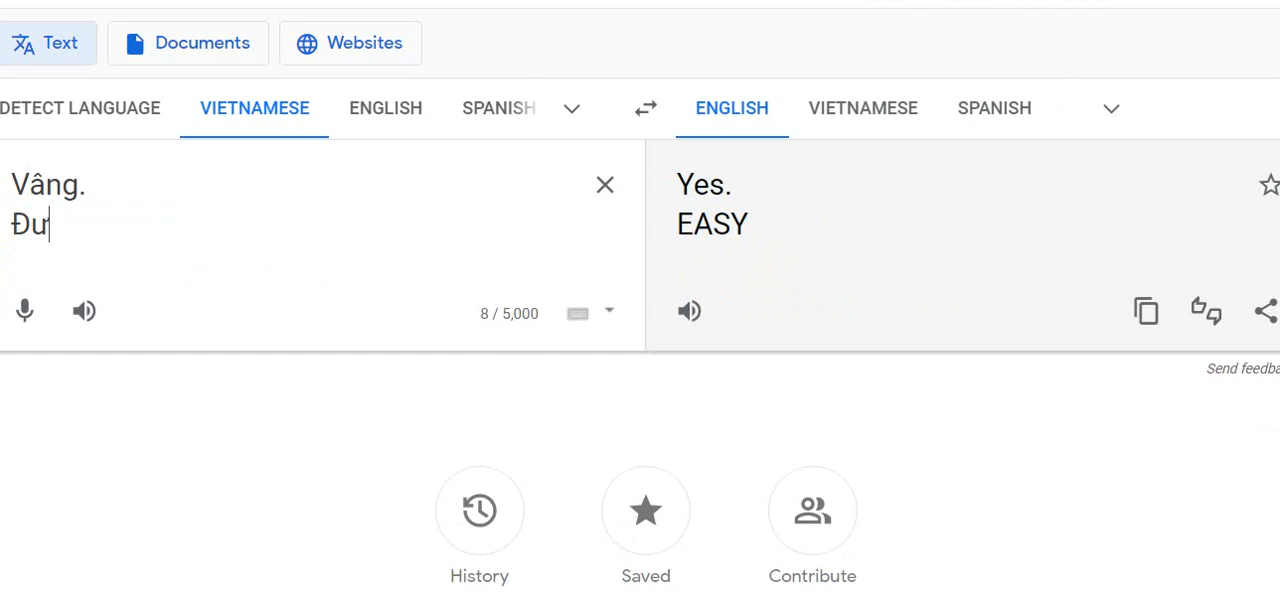 Text Documents Websites
DETECT LANGUAGE VIETNAMESE ENGLISH SPANISH ENGLISH VIETNAMESE SPANISH
Vâng.
Đư
Yes.
EASY
8 / 5,000
Send feedba
History Saved Contribute